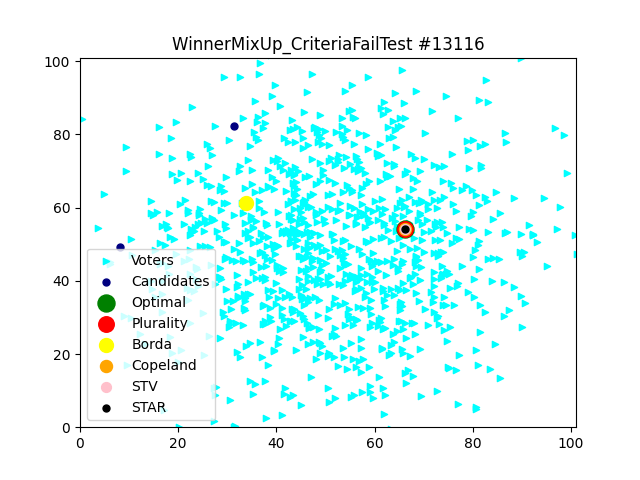 WinnerMixUp_CriteriaFailTest #13116
100
80
60
40
20
0
0
20
40
60
80
100
Voters
Candidates
Optimal
Plurality
Borda
Copeland
STV
STAR